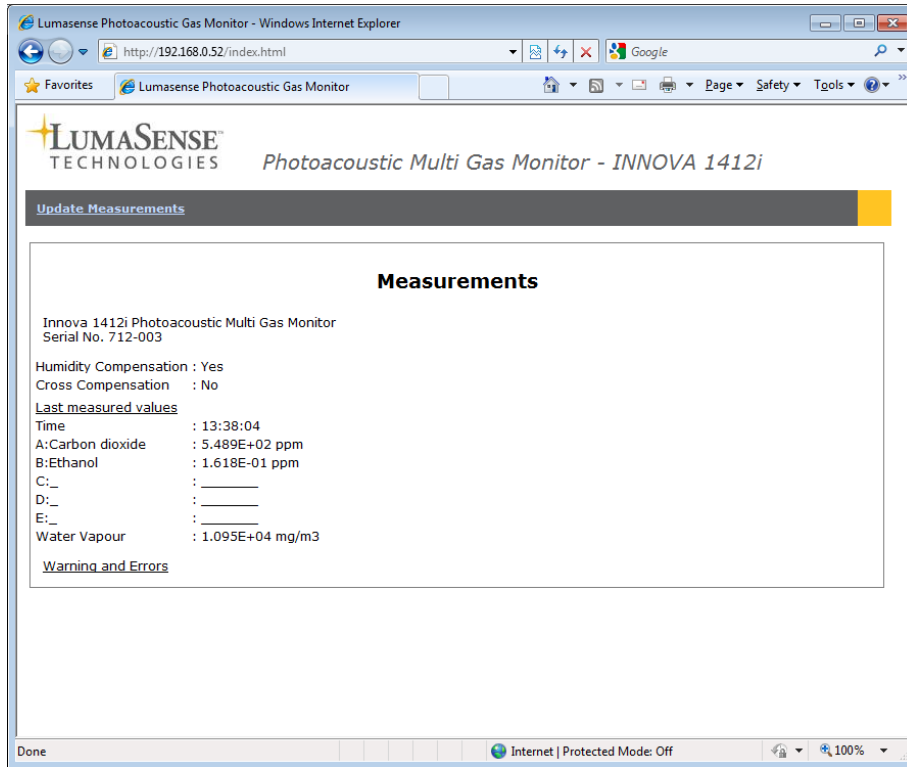 Lumasense Photoacoustic Gas Monitor - Windows Internet Explorer
http://192.168.0.52/index.html
Google
Favorites
Lumasense Photoacoustic Gas Monitor
Page Safety Tools
LUMASENSE™
TECHNOLOGIES
Photoacoustic Multi Gas Monitor - INNOVA 1412i
Update Measurements
Measurements
Innova 1412i Photoacoustic Multi Gas Monitor
Serial No. 712-003
Humidity Compensation : Yes
Cross Compensation : No
Last measured values
Time : 13:38:04
A:Carbon dioxide : 5.489E+02 ppm
B:Ethanol : 1.618E-01 ppm
C:_ : ________
D:_ : ________
E:_ : ________
Water Vapour : 1.095E+04 mg/m3
Warning and Errors
Done
Internet | Protected Mode: Off
100%